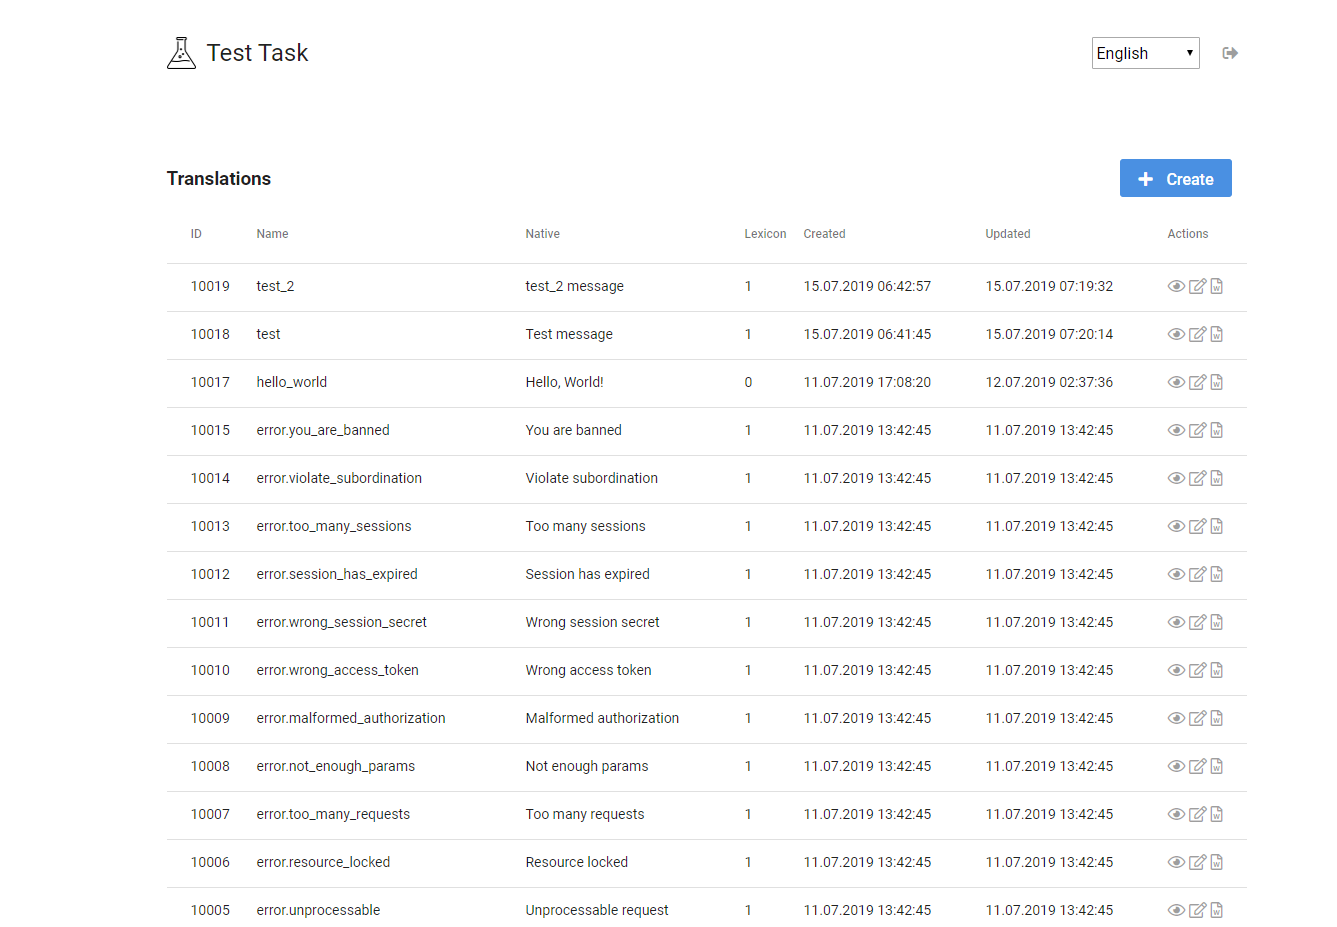 Test Task
English
Translations
Create
ID Name Native Lexicon Created Updated Actions
10019 test_2 test_2 message 1 15.07.2019 06:42:57 15.07.2019 07:19:32
10018 test Test message 1 15.07.2019 06:41:45 15.07.2019 07:20:14
10017 hello_world Hello, World! 0 11.07.2019 17:08:20 12.07.2019 02:37:36
10015 error.you_are_banned You are banned 1 11.07.2019 13:42:45 11.07.2019 13:42:45
10014 error.violate_subordination Violate subordination 1 11.07.2019 13:42:45 11.07.2019 13:42:45
10013 error.too_many_sessions Too many sessions 1 11.07.2019 13:42:45 11.07.2019 13:42:45
10012 error.session_has_expired Session has expired 1 11.07.2019 13:42:45 11.07.2019 13:42:45
10011 error.wrong_session_secret Wrong session secret 1 11.07.2019 13:42:45 11.07.2019 13:42:45
10010 error.wrong_access_token Wrong access token 1 11.07.2019 13:42:45 11.07.2019 13:42:45
10009 error.malformed_authorization Malformed authorization 1 11.07.2019 13:42:45 11.07.2019 13:42:45
10008 error.not_enough_params Not enough params 1 11.07.2019 13:42:45 11.07.2019 13:42:45
10007 error.too_many_requests Too many requests 1 11.07.2019 13:42:45 11.07.2019 13:42:45
10006 error.resource_locked Resource locked 1 11.07.2019 13:42:45 11.07.2019 13:42:45
10005 error.unprocessable Unprocessable request 1 11.07.2019 13:42:45 11.07.2019 13:42:45